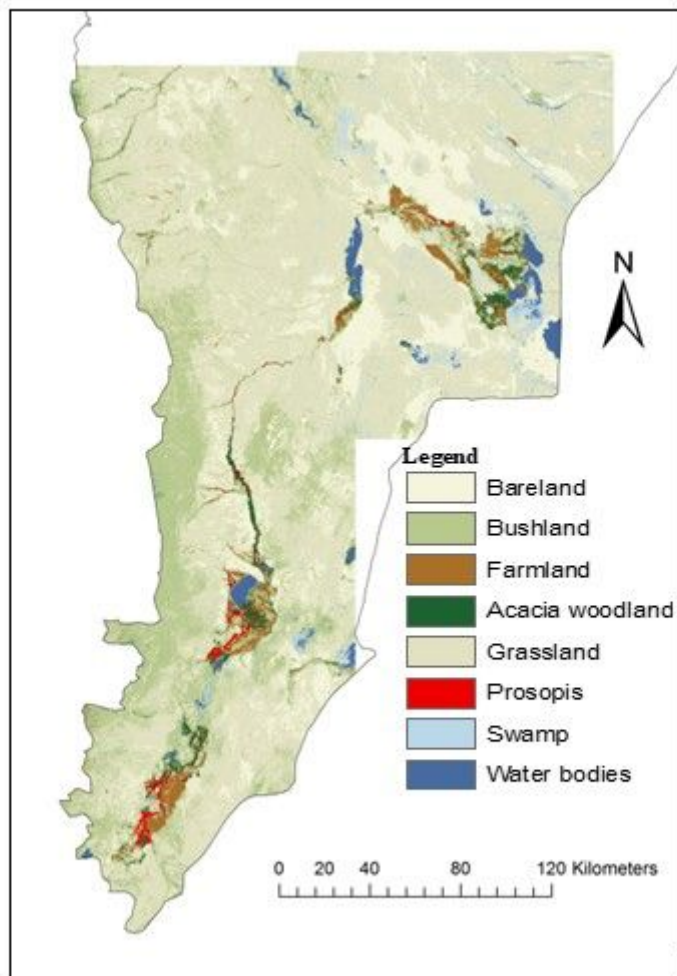 N
Legend
Bareland
Bushland
Farmland
Acacia woodland
Grassland
Prosopis
Swamp
Water bodies
0 20 40 80 120 Kilometers